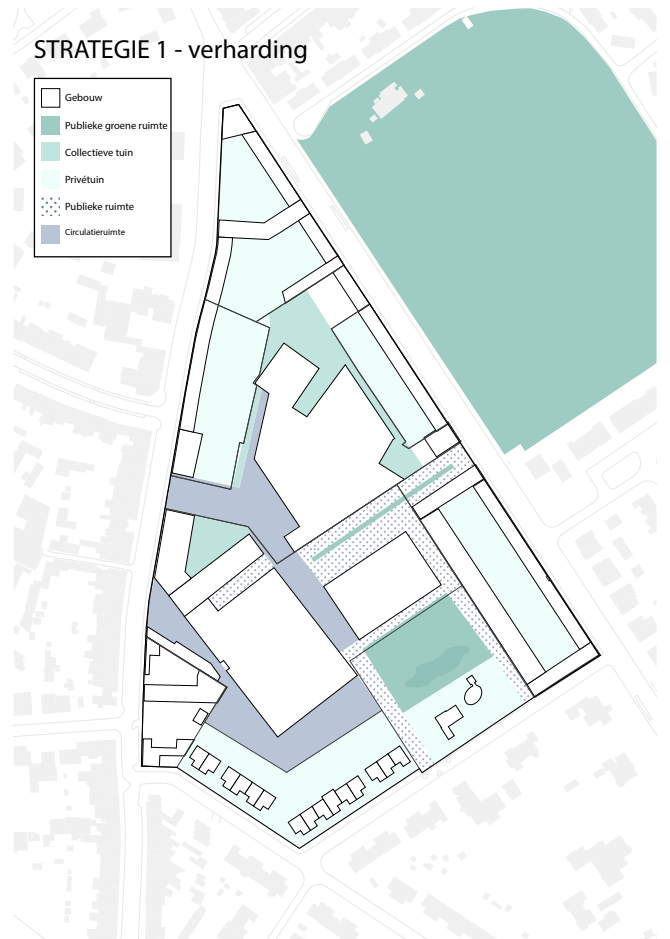 STRATEGIE 1 - verharding
Gebouw
Publieke groene ruimte
Collectieve tuin
Privétuin
Publieke ruimte
Circulatieruimte